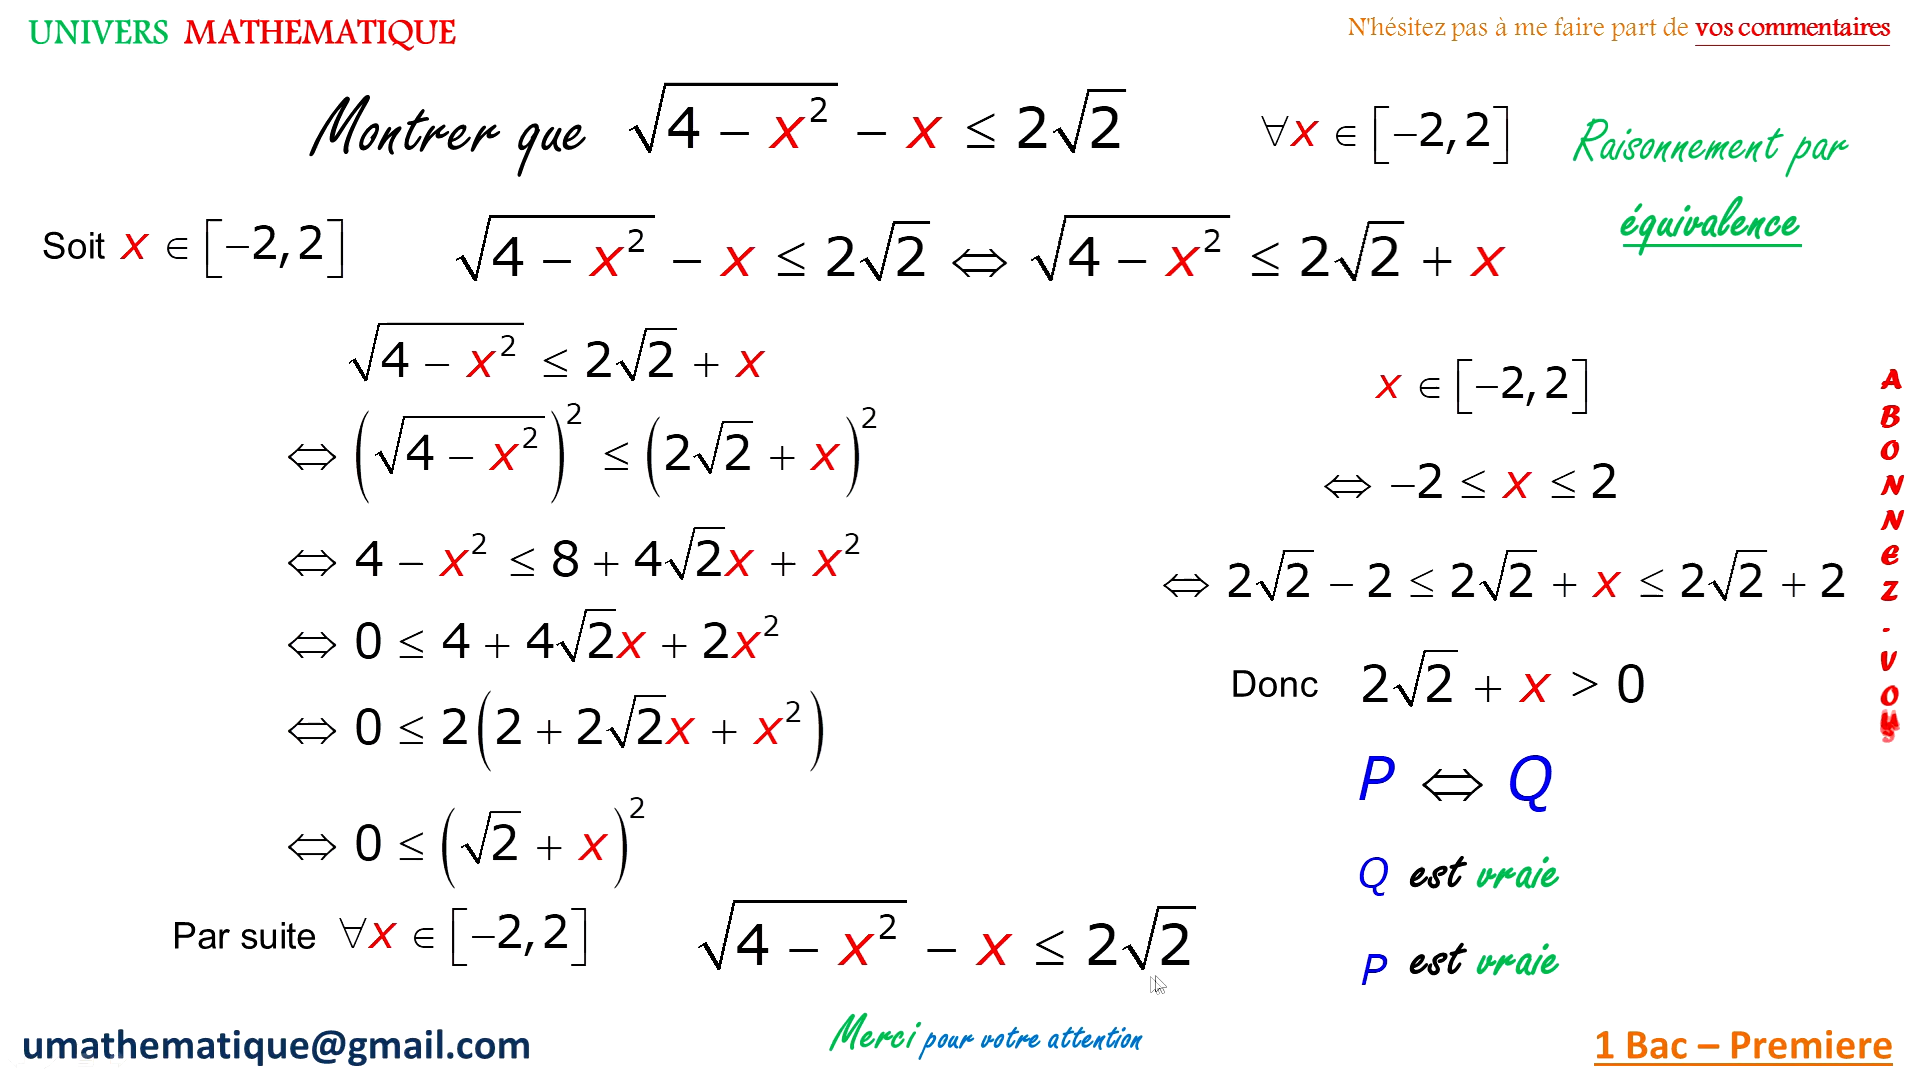 UNIVERS MATHEMATIQUE
N'hésitez pas à me faire part de vos commentaires
Montrer que √(4 − x²) − x ≤ 2√2 ∀x ∈ [−2,2] Raisonnement par
équivalence
Soit x ∈ [−2,2] √(4 − x²) − x ≤ 2√2 ⇔ √(4 − x²) ≤ 2√2 + x
√(4 − x²) ≤ 2√2 + x
⇔ (√(4 − x²))² ≤ (2√2 + x)²
⇔ 4 − x² ≤ 8 + 4√2x + x²
⇔ 0 ≤ 4 + 4√2x + 2x²
⇔ 0 ≤ 2(2 + 2√2x + x²)
⇔ 0 ≤ (√2 + x)²
x ∈ [−2,2]
⇔ −2 ≤ x ≤ 2
⇔ 2√2 − 2 ≤ 2√2 + x ≤ 2√2 + 2
Donc 2√2 + x > 0
P ⇔ Q
Q est vraie
P est vraie
Par suite ∀x ∈ [−2,2] √(4 − x²) − x ≤ 2√2
ABONNeZ-VOUS
Merci pour votre attention
umathematique@gmail.com
1 Bac – Premiere